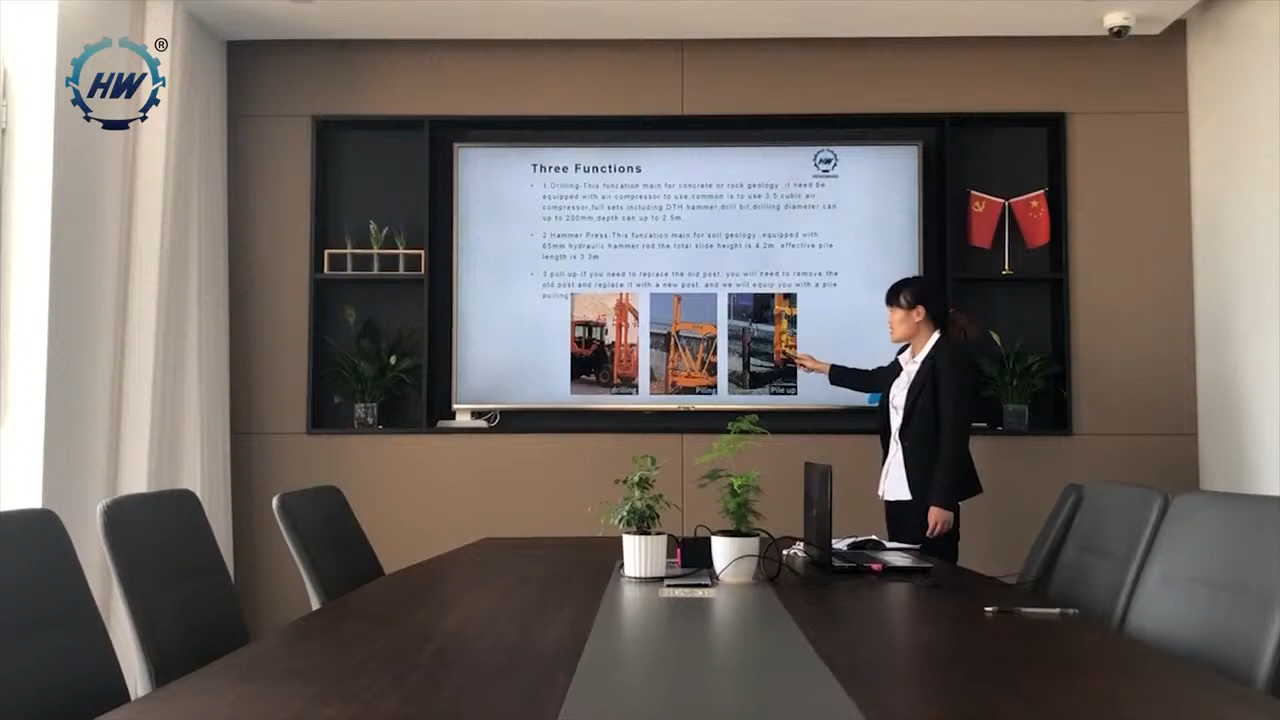 HW ®
Three Functions
HW
• 1.Drilling-This funcation main for concrete or rock geology ,it need be
equipped with air compressor to use,common is to use 3.5 cubic air
compressor,full sets including DTH hammer,drill bit,drilling diameter can
up to 200mm,depth can up to 2.5m.
• 2.Hammer Press-This funcation main for soil geology ,equipped with
65mm hydraulic hammer rod.the total slide height is 4.2m, effective pile
length is 3.3m
• 3.pull up-if you need to replace the old post, you will need to remove the
old post and replace it with a new post, and we will equip you with a pile
pulling
drilling
Piling
Pile up